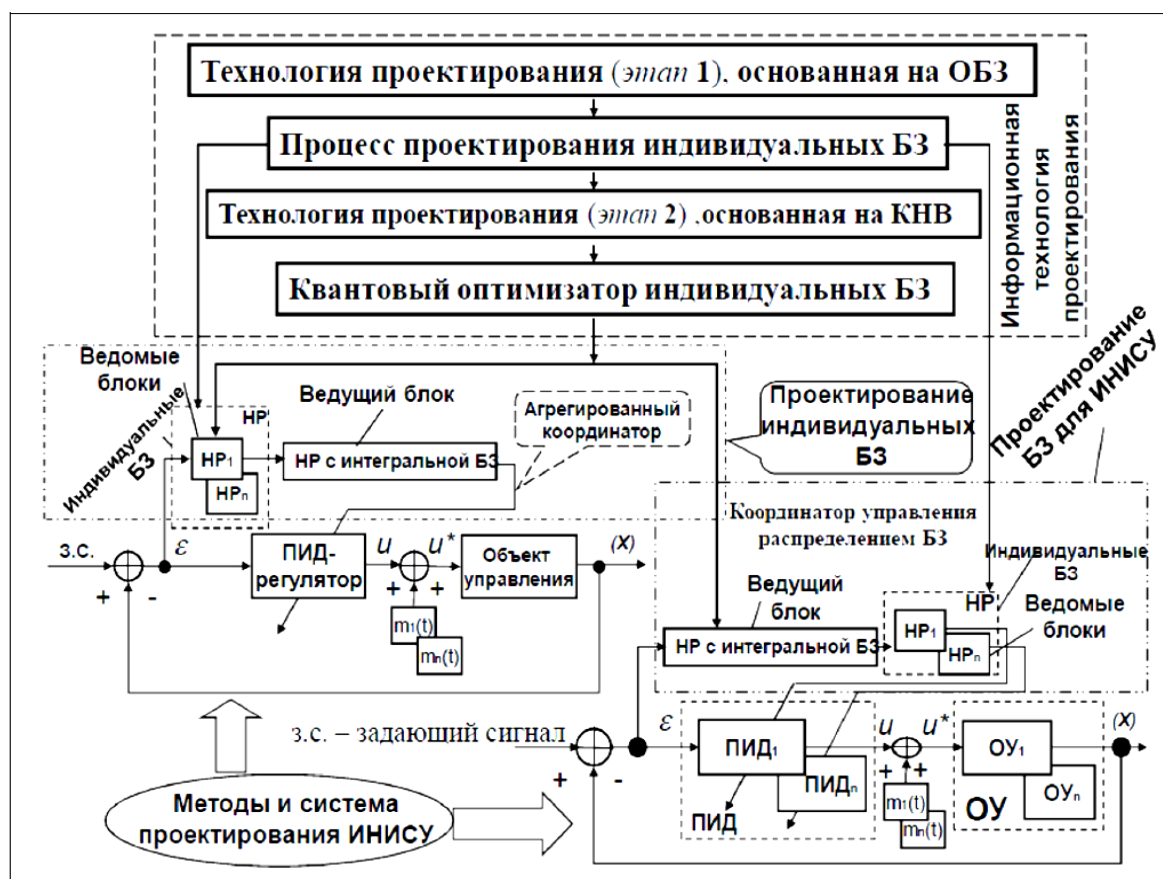 Технология проектирования (этап 1), основанная на ОБЗ
Процесс проектирования индивидуальных БЗ
Технология проектирования (этап 2) ,основанная на КНВ
Квантовый оптимизатор индивидуальных БЗ
Информационная
технология
проектирования
Проектирование
БЗ для ИНИСУ
Ведомые
блоки
Индивидуальные
БЗ
НР
НР₁
НРₙ
Ведущий блок
НР с интегральной БЗ
Агрегированный
координатор
Проектирование
индивидуальных
БЗ
з.с.
+
-
ε
ПИД-
регулятор
u
+
+
u*
Объект
управления
(X)
m₁(t)
mₙ(t)
Координатор управления
распределением БЗ
Индивидуальные
БЗ
Ведущий
блок
НР с интегральной БЗ
НР
НР₁
НРₙ
Ведомые
блоки
з.с. – задающий сигнал
+
-
ε
ПИД₁
ПИДₙ
ПИД
u
+
+
u*
m₁(t)
mₙ(t)
ОУ₁
ОУₙ
ОУ
(X)
Методы и система
проектирования ИНИСУ